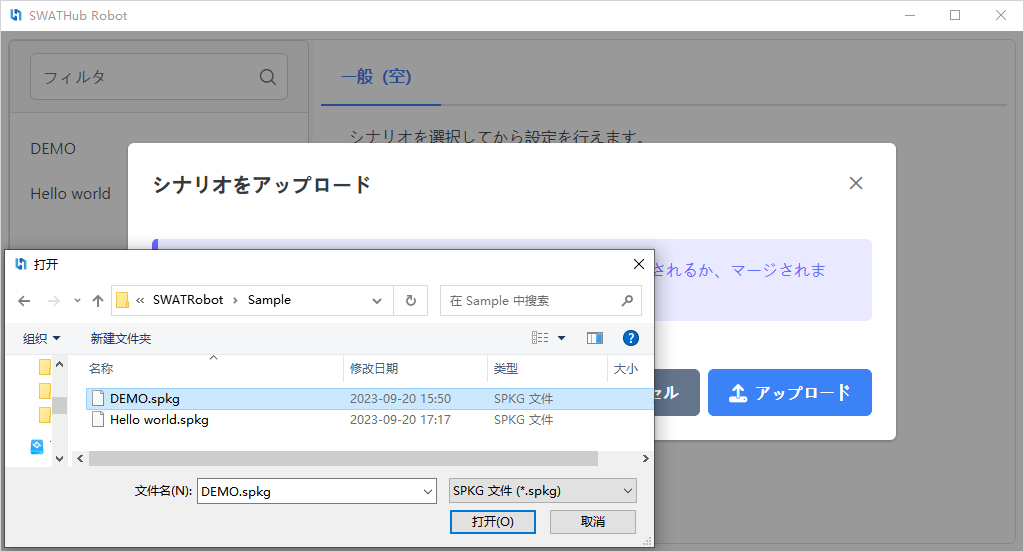 SWATHub Robot
フィルタ
一般 (空)
シナリオを選択してから設定を行えます。
DEMO
Hello world
シナリオをアップロード
されるか、マージされま
セル
アップロード
打开
« SWATRobot › Sample
在 Sample 中搜索
组织
新建文件夹
名称 修改日期 类型 大小
DEMO.spkg 2023-09-20 15:50 SPKG 文件
Hello world.spkg 2023-09-20 17:17 SPKG 文件
文件名(N): DEMO.spkg SPKG 文件 (*.spkg)
打开(O) 取消